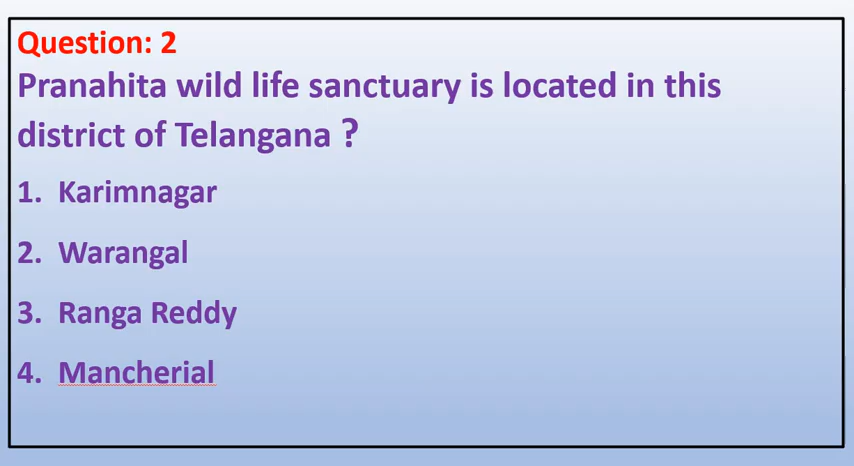 Question: 2
Pranahita wild life sanctuary is located in this
district of Telangana ?
1. Karimnagar
2. Warangal
3. Ranga Reddy
4. Mancherial